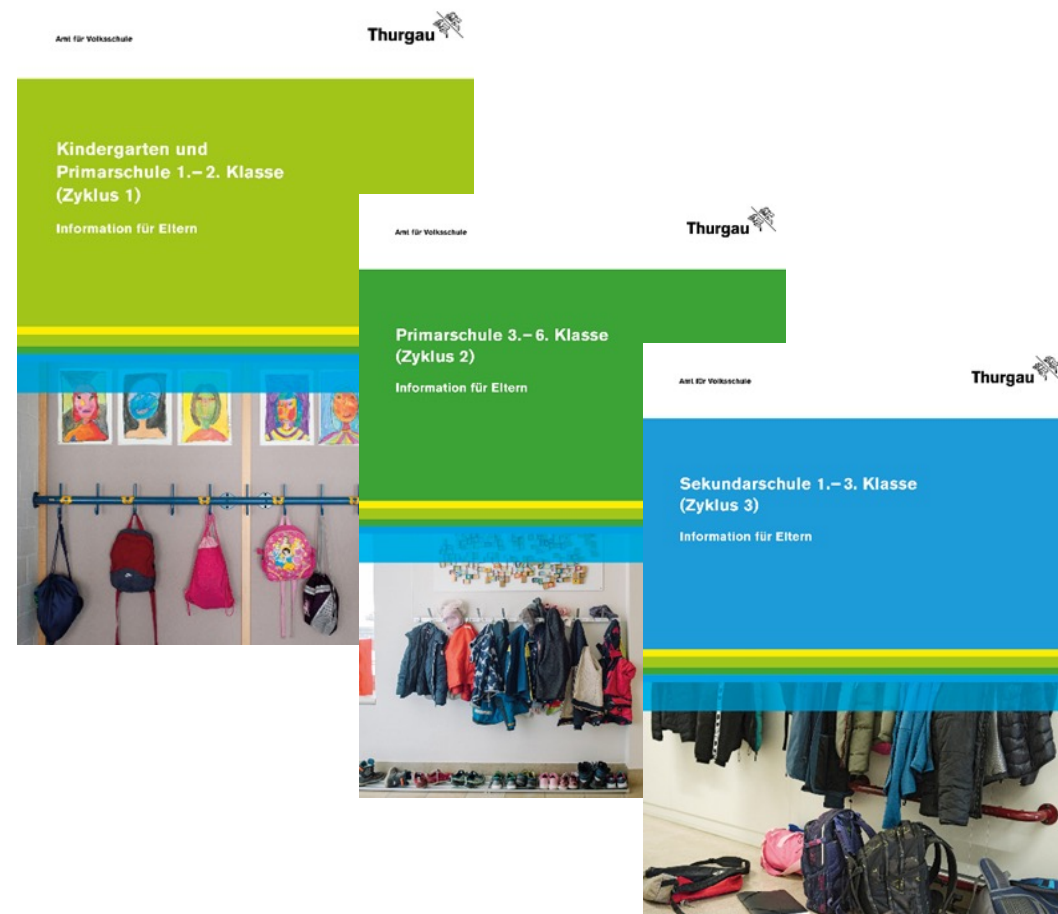 Amt für Volksschule
Thurgau
Kindergarten und
Primarschule 1.–2. Klasse
(Zyklus 1)
Information für Eltern
Amt für Volksschule
Thurgau
Primarschule 3.–6. Klasse
(Zyklus 2)
Information für Eltern
Amt für Volksschule
Thurgau
Sekundarschule 1.–3. Klasse
(Zyklus 3)
Information für Eltern